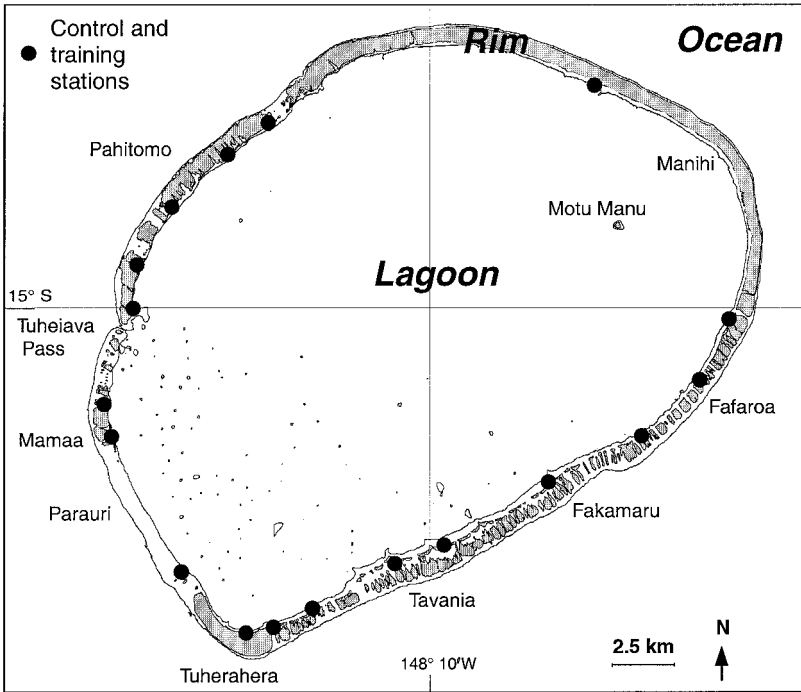 Control and
training
stations
Rim
Ocean
Pahitomo
Manihi
Motu Manu
Lagoon
15° S
Tuheiava
Pass
Fafaroa
Mamaa
Parauri
Fakamaru
Tavania
Tuherahera
148° 10'W
2.5 km
N